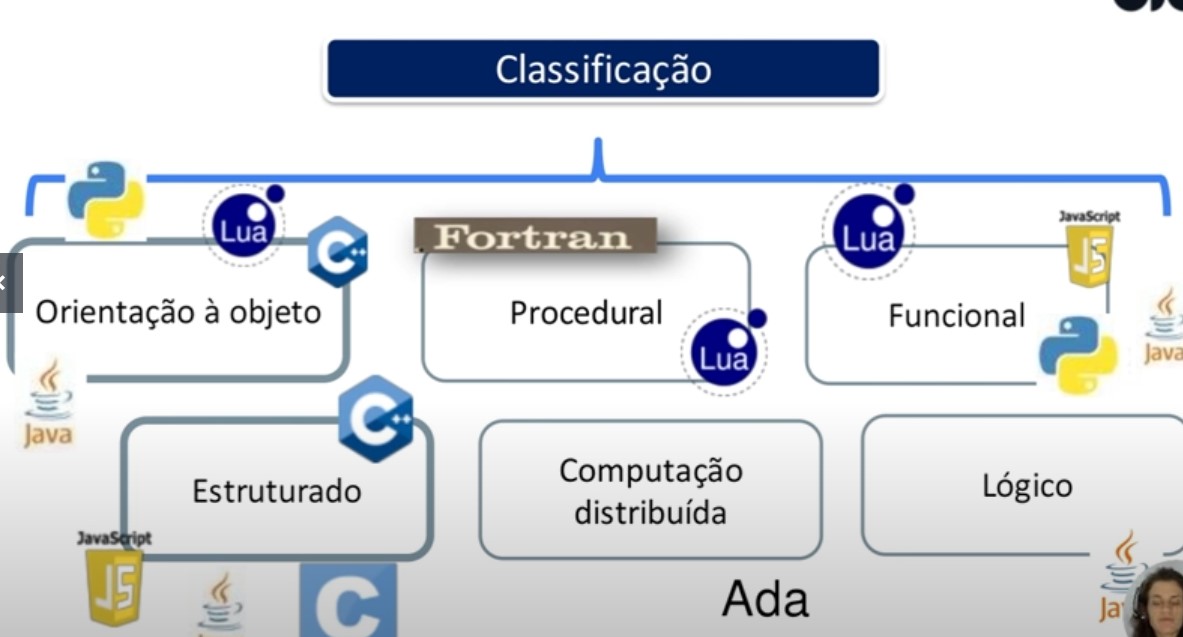 Classificação
Lua
C++
Fortran
Lua
JavaScript
JS
Orientação à objeto
Procedural
Lua
Funcional
Java
Java
C++
Estruturado
Computação
distribuída
Lógico
JavaScript
JS
C
Ada